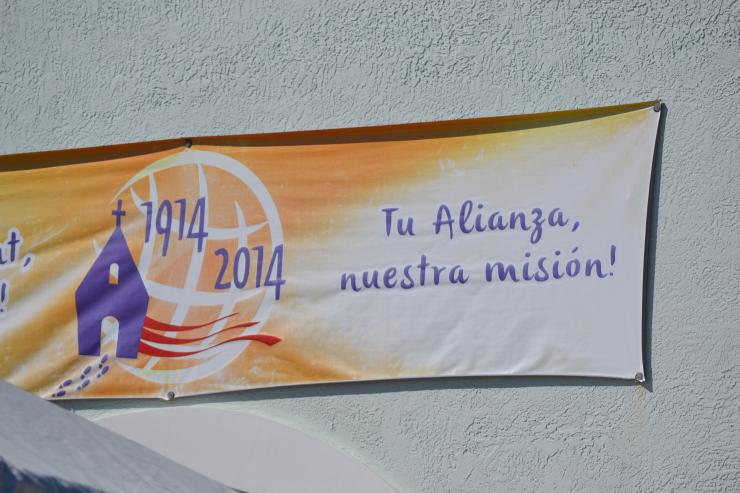 1914
2014
Tu Alianza,
nuestra misión!